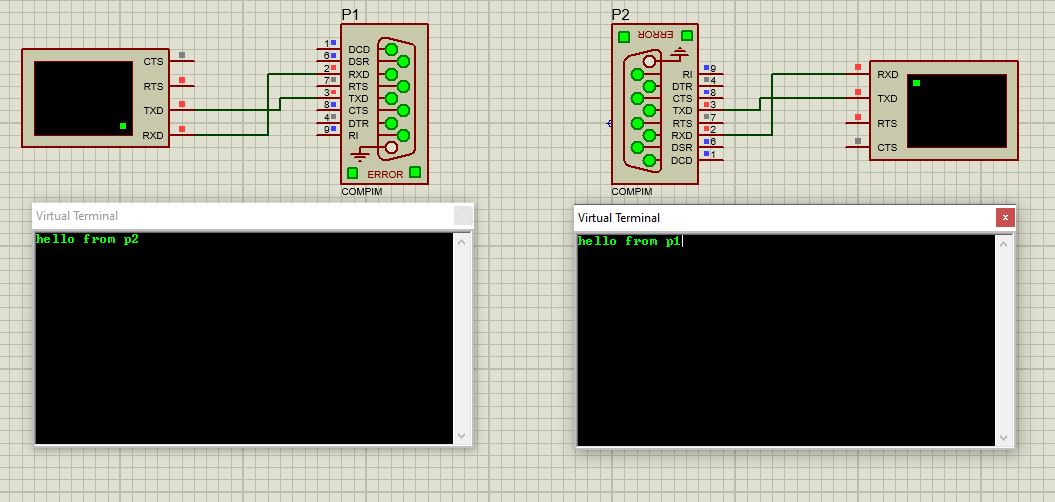 P1
P2
CTS
RTS
TXD
RXD
1 DCD
6 DSR
2 RXD
7 RTS
3 TXD
8 CTS
4 DTR
9 RI
ERROR
COMPIM
ERROR
RI 9
DTR 4
CTS 8
TXD 3
RTS 7
RXD 2
DSR 6
DCD 1
COMPIM
RXD
TXD
RTS
CTS
Virtual Terminal
hello from p2
Virtual Terminal
hello from p1